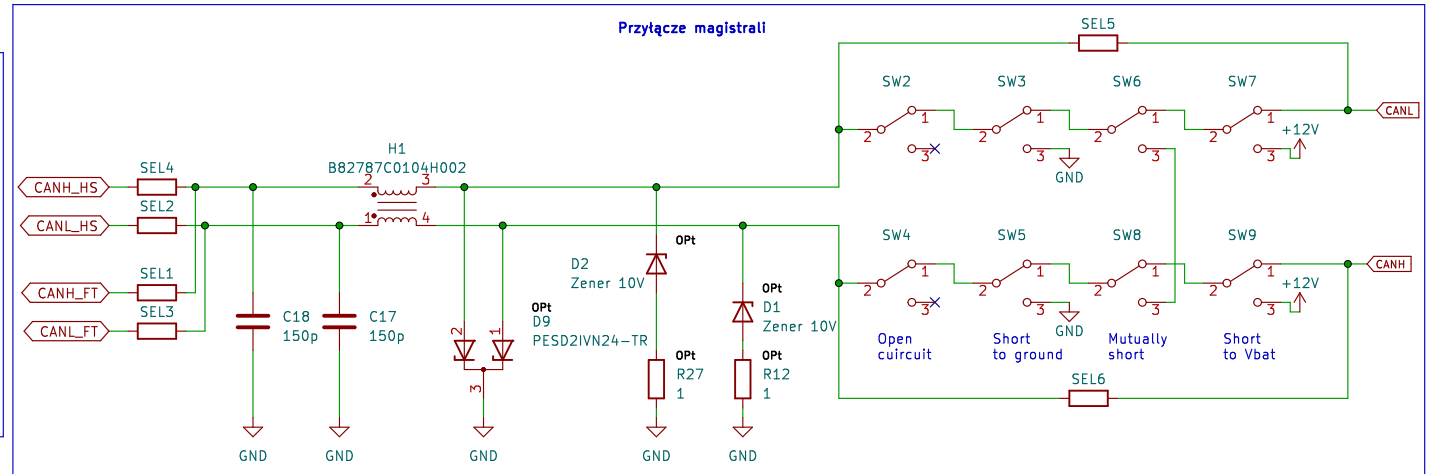 Przyłącze magistrali
SEL5
SW2
SW3
SW6
SW7
1
1
1
1
CANL
2
2
2
2
+12V
3
3
3
3
GND
H1
B82787C0104H002
SEL4
2
3
CANH_HS
SEL2
1
4
CANL_HS
SW4
SW5
SW8
SW9
OPt
1
1
1
1
CANH
D2
Zener 10V
SEL1
CANH_FT
2
2
2
2
+12V
OPt
D1
Zener 10V
3
3
3
3
GND
SEL3
CANL_FT
C18
150p
C17
150p
OPt
D9
PESD2IVN24-TR
2
1
3
Open
cuircuit
Short
to ground
Mutually
short
Short
to Vbat
OPt
R27
1
OPt
R12
1
SEL6
GND
GND
GND
GND
GND